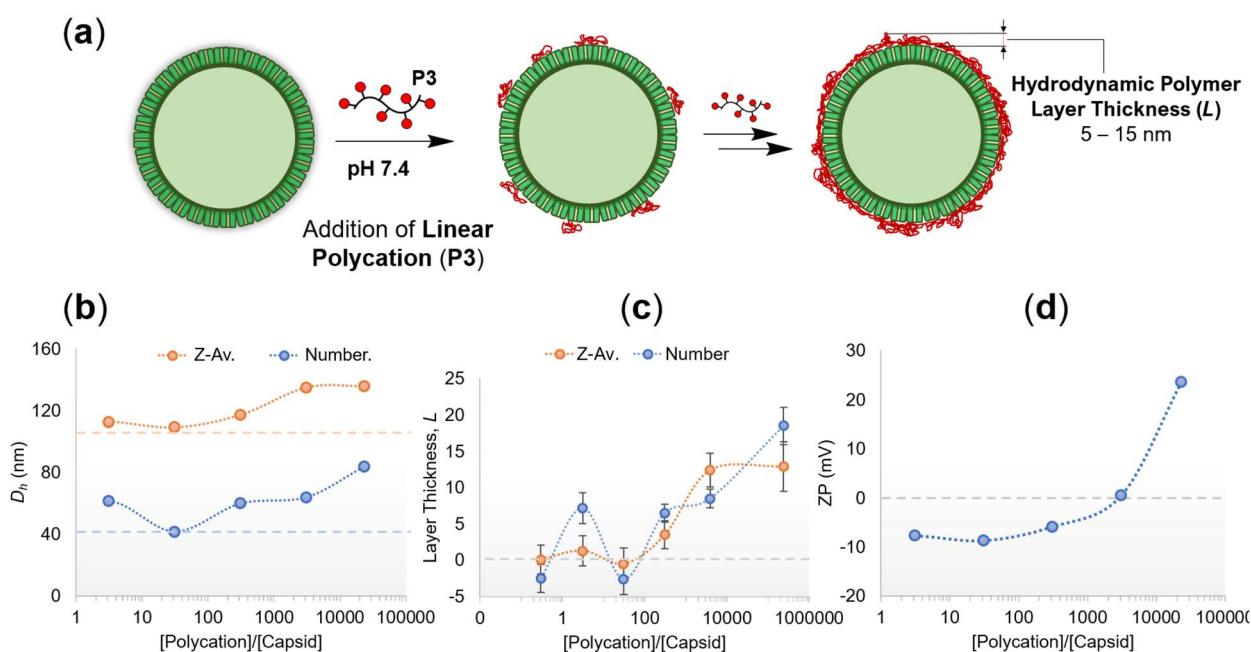 (a)
P3
pH 7.4
Addition of Linear
Polycation (P3)
Hydrodynamic Polymer
Layer Thickness (L)
5 – 15 nm
(b)
Z-Av.
Number.
160
120
80
40
0
Dh (nm)
1
10
100
1000
10000
100000
[Polycation]/[Capsid]
(c)
Z-Av.
Number
25
20
15
10
5
0
-5
Layer Thickness, L
0
1
100
10000
1000000
[Polycation]/[Capsid]
(d)
30
20
10
0
-10
-20
ZP (mV)
1
10
100
1000
10000
100000
[Polycation]/[Capsid]